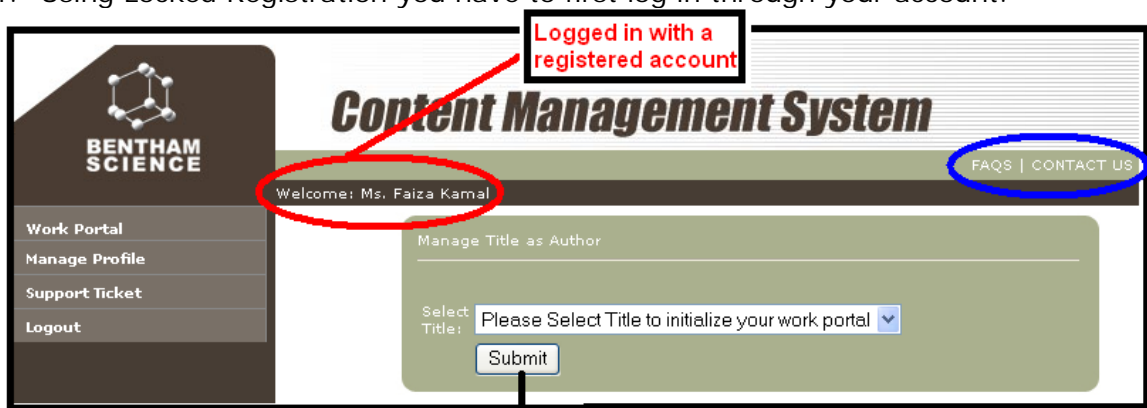 Using Locked Registration you have to first log in through your account.
Logged in with a
registered account
BENTHAM
SCIENCE
Content Management System
FAQS | CONTACT US
Welcome: Ms. Faiza Kamal
Work Portal
Manage Profile
Support Ticket
Logout
Manage Title as Author
Select
Title:
Please Select Title to initialize your work portal
Submit